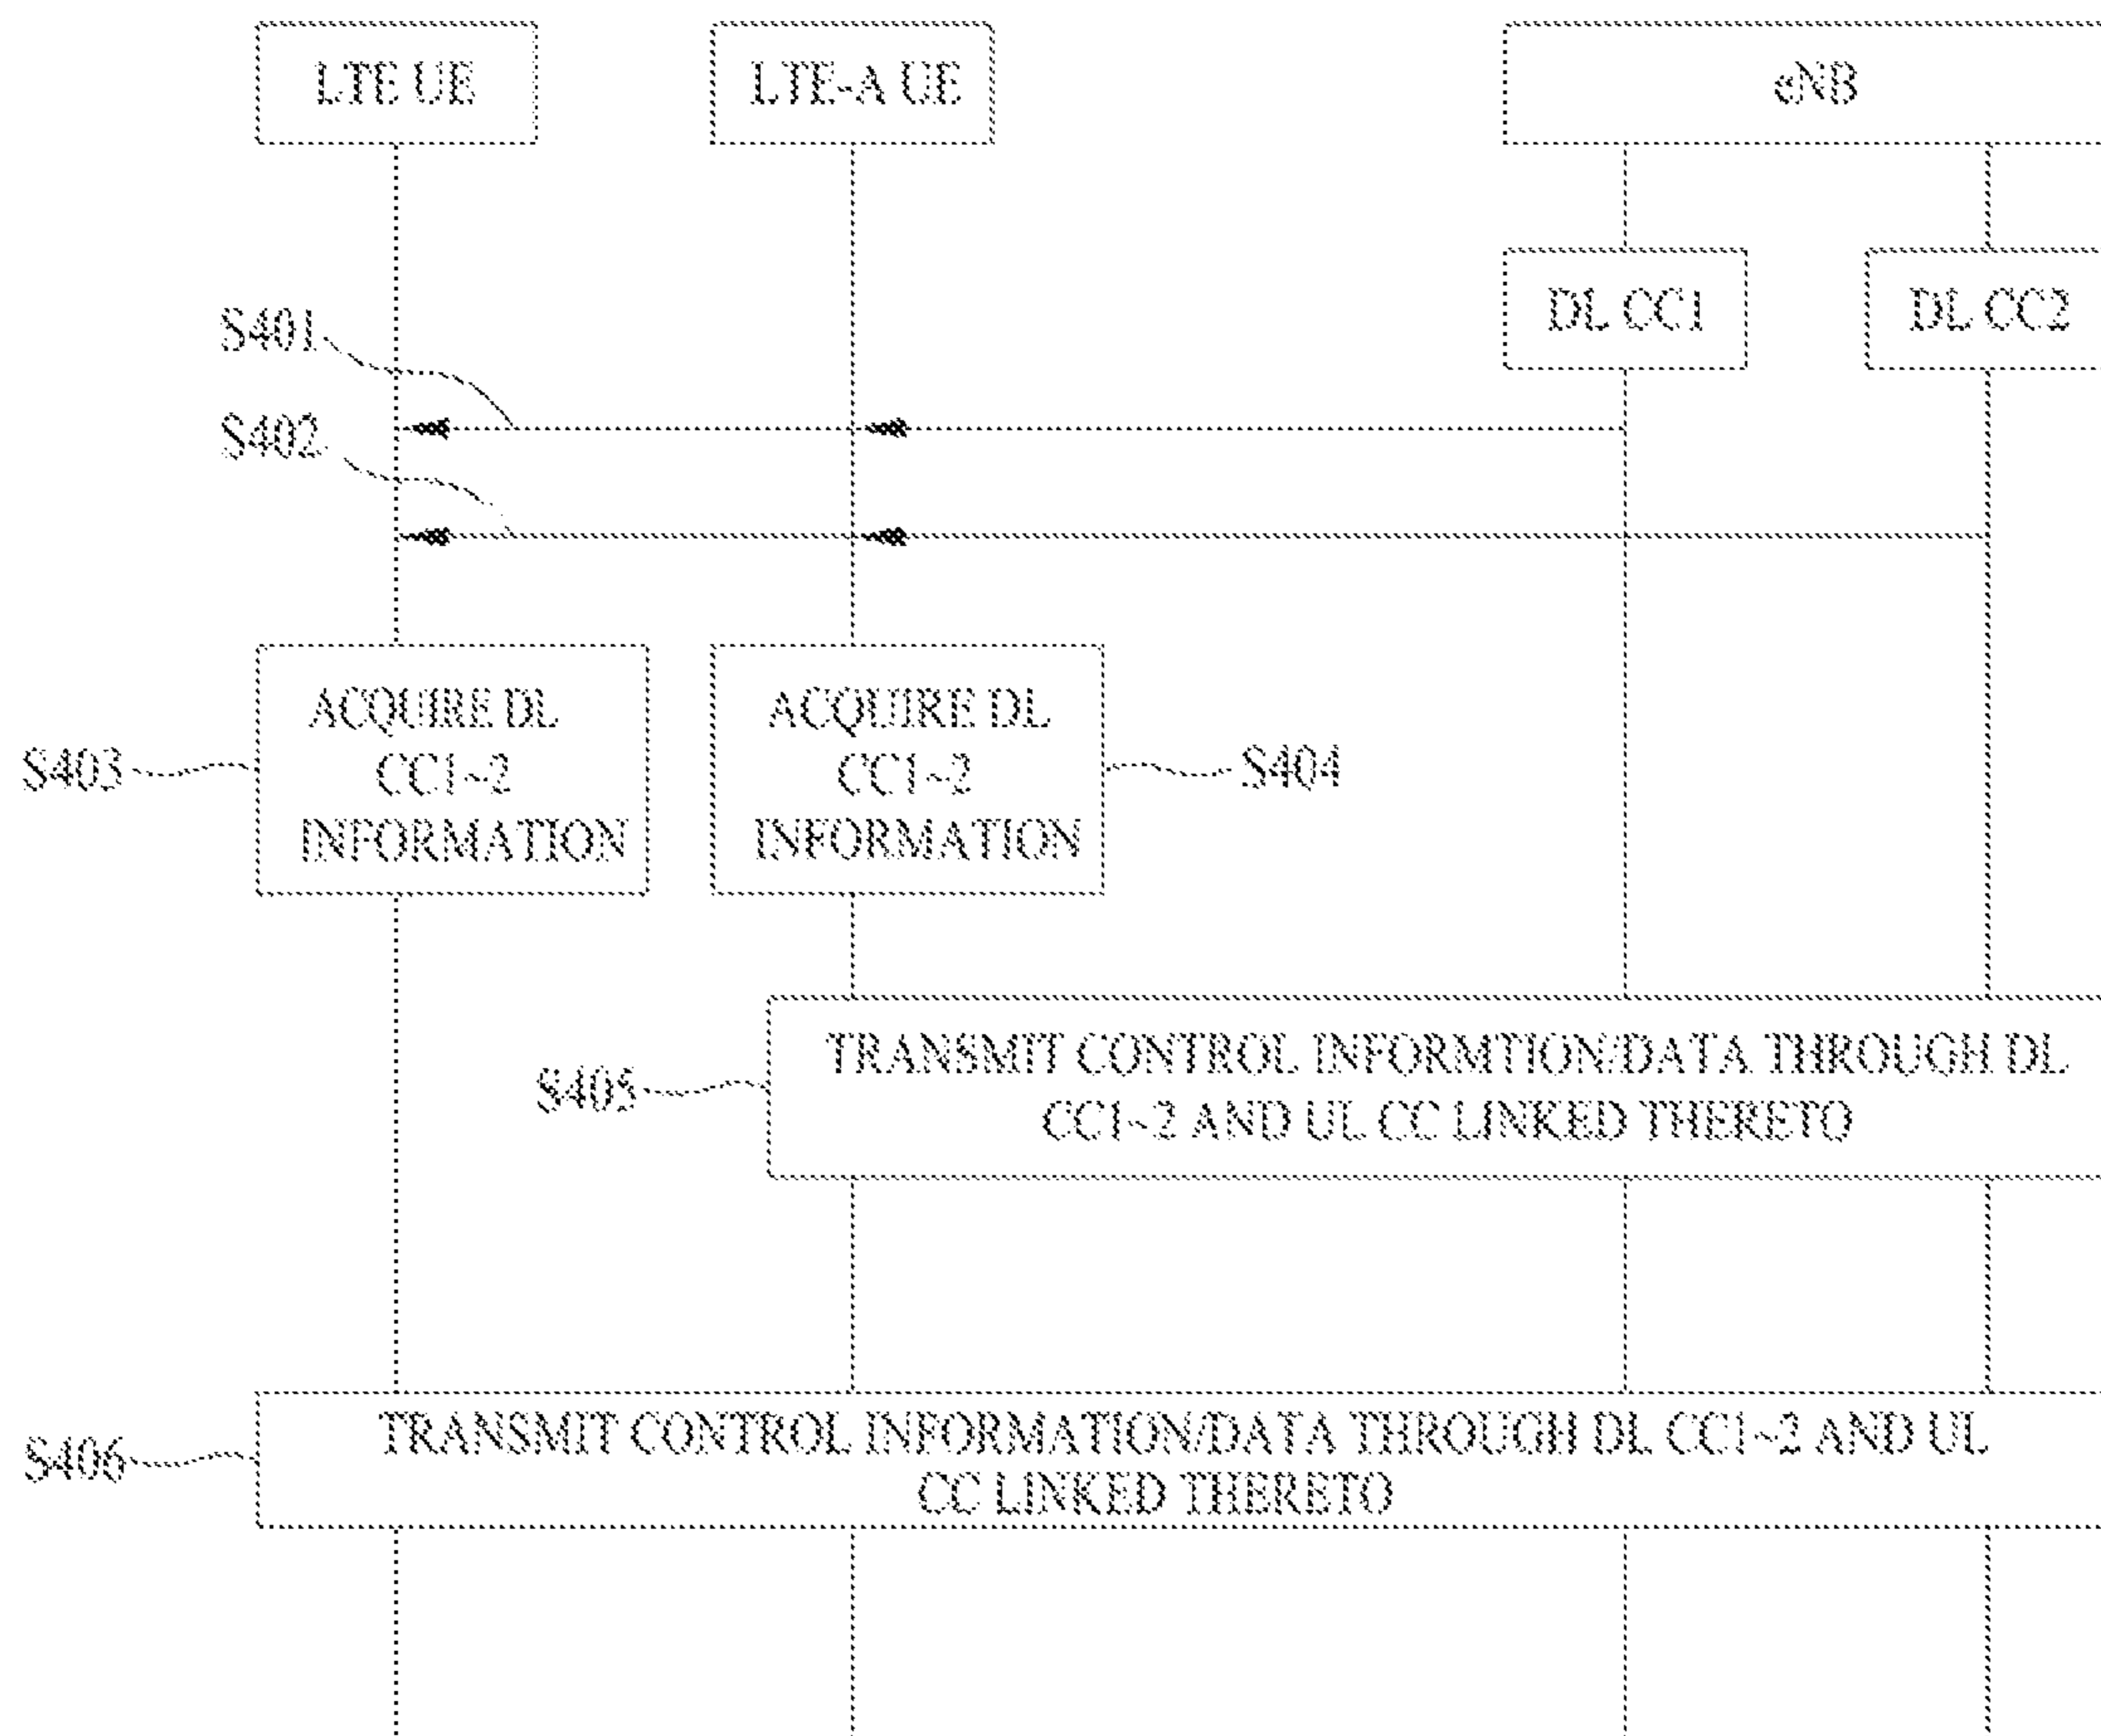 LTE UE
LTE-A UE
eNB
DL CC1
DL CC2
S401
S402
ACQUIRE DL
CC1~2
INFORMATION
ACQUIRE DL
CC1~2
INFORMATION
S403
S404
TRANSMIT CONTROL INFORMTION/DATA THROUGH DL
CC1~2 AND UL CC LINKED THERETO
S405
TRANSMIT CONTROL INFORMATION/DATA THROUGH DL CC1~2 AND UL
CC LINKED THERETO
S406